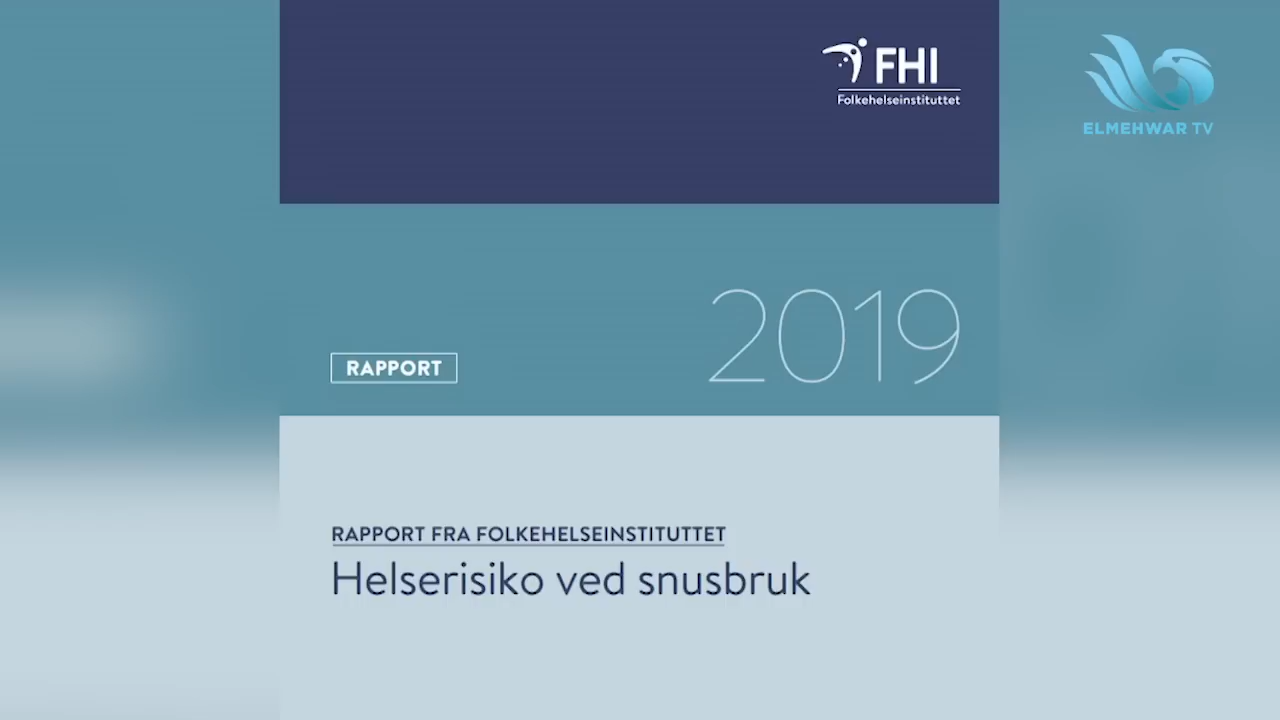 FHI
Folkehelseinstituttet
ELMEHWAR TV
2019
RAPPORT
RAPPORT FRA FOLKEHELSEINSTITUTTET
Helserisiko ved snusbruk